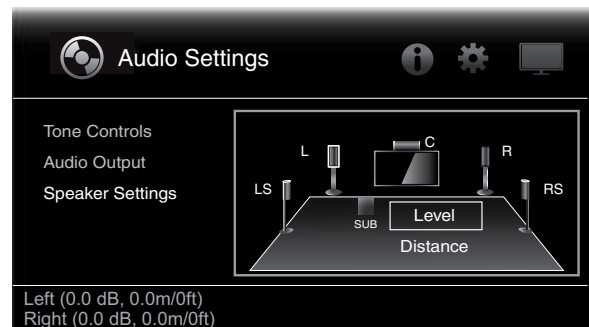 Audio Settings
Tone Controls
Audio Output
Speaker Settings
L
C
R
LS
RS
SUB
Level
Distance
Left (0.0 dB, 0.0m/0ft)
Right (0.0 dB, 0.0m/0ft)